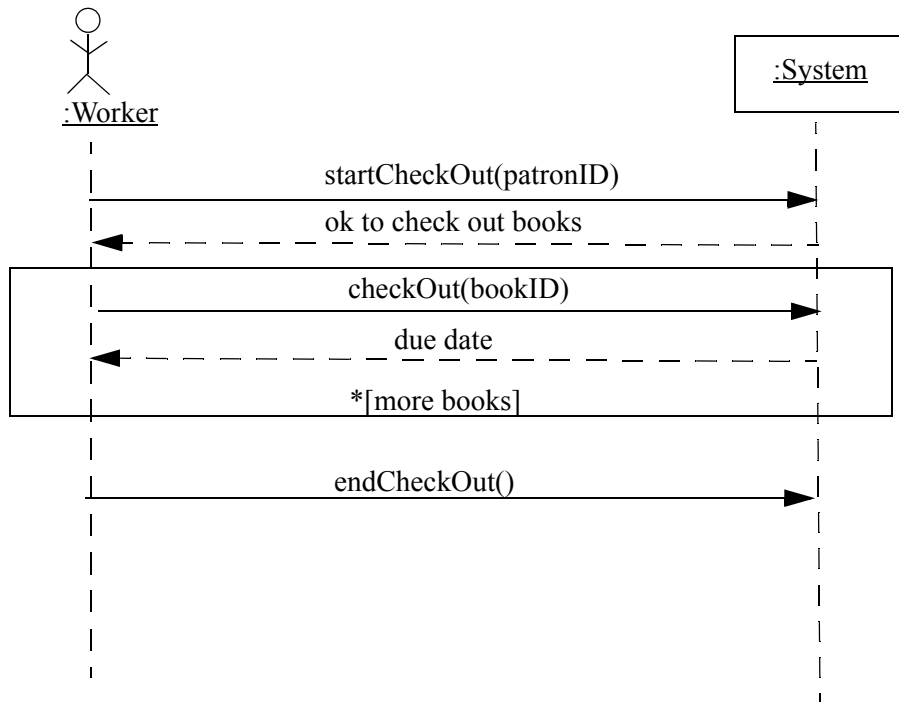 :System
:Worker
startCheckOut(patronID)
ok to check out books
checkOut(bookID)
due date
*[more books]
endCheckOut()